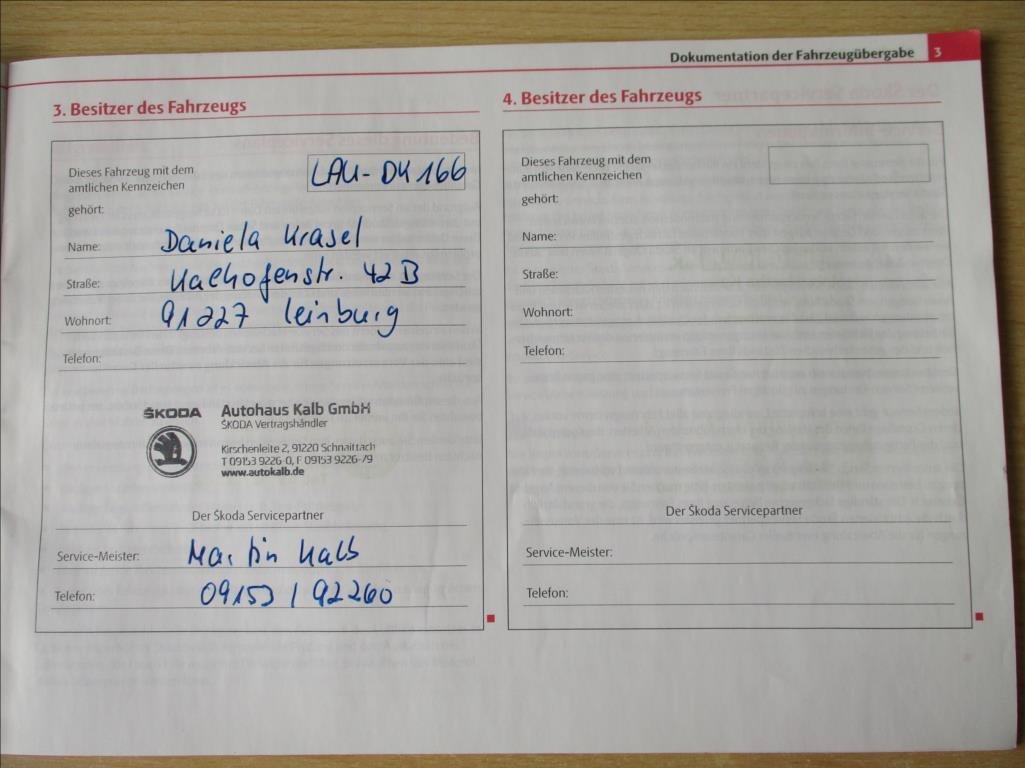 Dokumentation der Fahrzeugübergabe 3
3. Besitzer des Fahrzeugs
Dieses Fahrzeug mit dem
amtlichen Kennzeichen
LAU-DK 166
gehört:
Name: Daniela Krasel
Straße: Kalkofenstr. 42 B
Wohnort: 91227 Leinburg
Telefon:
ŠKODA
Autohaus Kalb GmbH
ŠKODA Vertragshändler
Kirschenleite 2, 91220 Schnaittach
T 09153 9226-0, F 09153 9226-79
www.autokalb.de
Der Škoda Servicepartner
Service-Meister: Martin Kalb
Telefon: 09153 / 92260
4. Besitzer des Fahrzeugs
Dieses Fahrzeug mit dem
amtlichen Kennzeichen
gehört:
Name:
Straße:
Wohnort:
Telefon:
Der Škoda Servicepartner
Service-Meister:
Telefon: